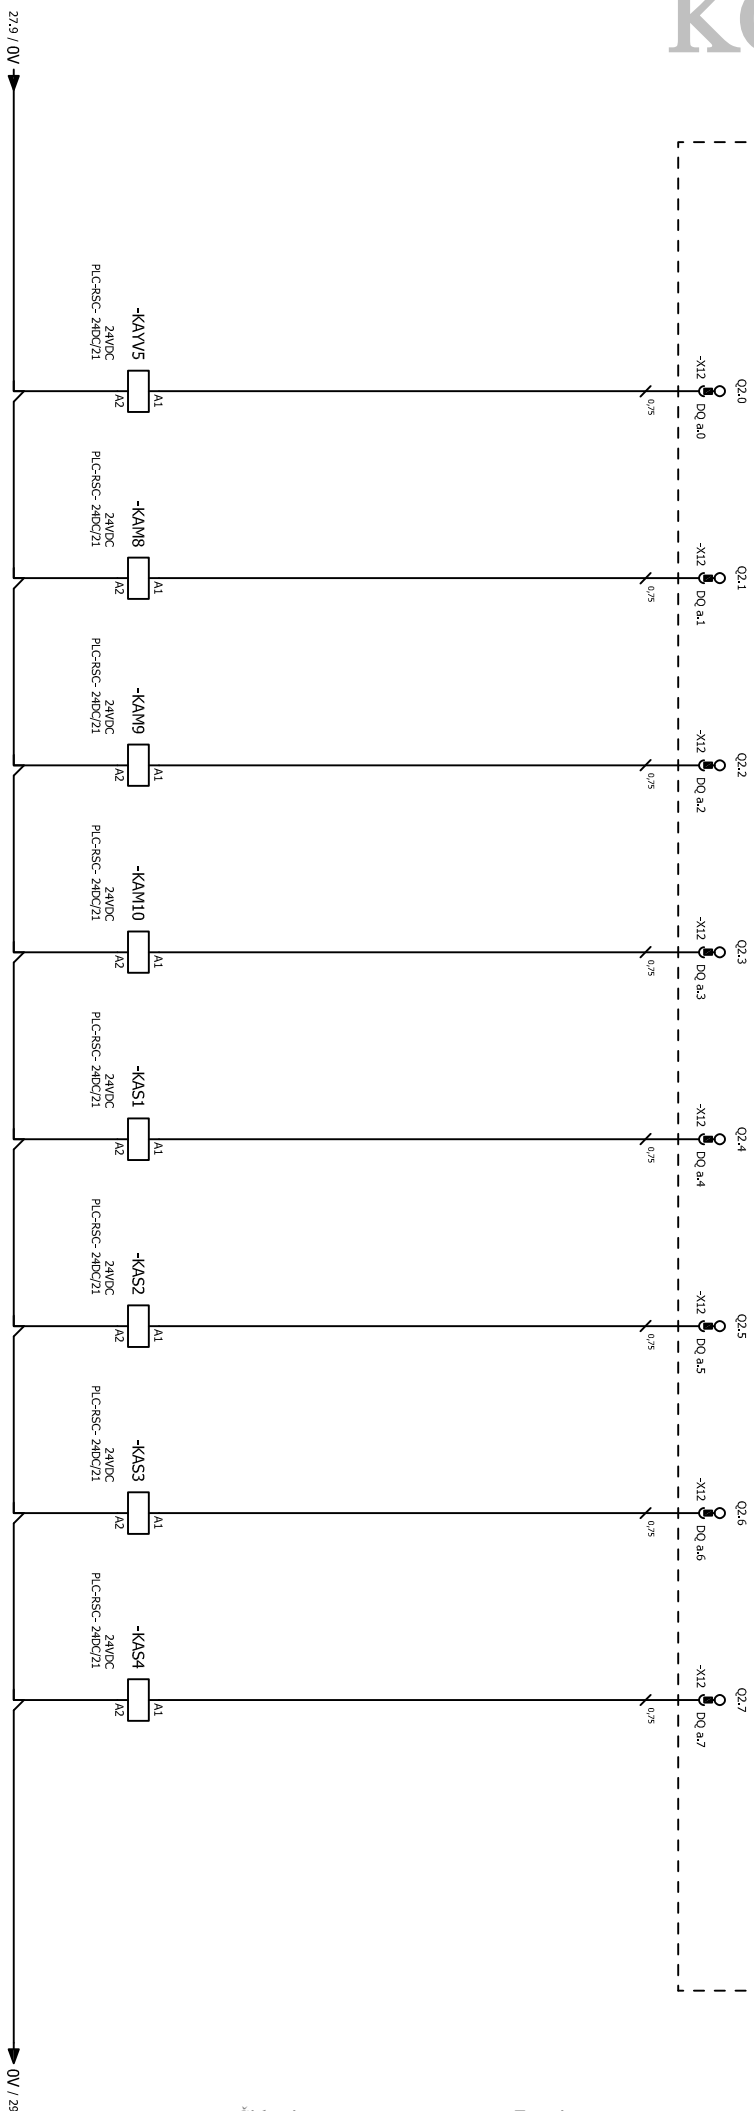 KC
Q2.0
-X12
DQ a.0
0,75
Q2.1
-X12
DQ a.1
0,75
Q2.2
-X12
DQ a.2
0,75
Q2.3
-X12
DQ a.3
0,75
Q2.4
-X12
DQ a.4
0,75
Q2.5
-X12
DQ a.5
0,75
Q2.6
-X12
DQ a.6
0,75
Q2.7
-X12
DQ a.7
0,75
-KAYV5
A1
A2
24VDC
PLC-RSC- 24DC/21
-KAM8
A1
A2
24VDC
PLC-RSC- 24DC/21
-KAM9
A1
A2
24VDC
PLC-RSC- 24DC/21
-KAM10
A1
A2
24VDC
PLC-RSC- 24DC/21
-KAS1
A1
A2
24VDC
PLC-RSC- 24DC/21
-KAS2
A1
A2
24VDC
PLC-RSC- 24DC/21
-KAS3
A1
A2
24VDC
PLC-RSC- 24DC/21
-KAS4
A1
A2
24VDC
PLC-RSC- 24DC/21
27.9 / 0V
0V / 29